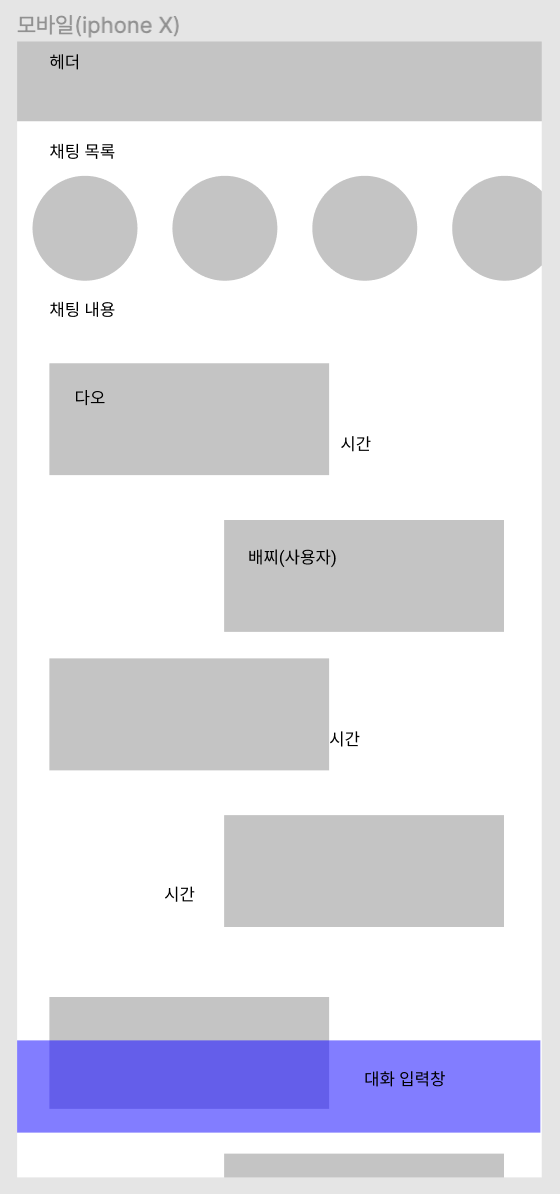 모바일(iphone X)
헤더
채팅 목록
채팅 내용
다오
시간
배찌(사용자)
시간
시간
대화 입력창